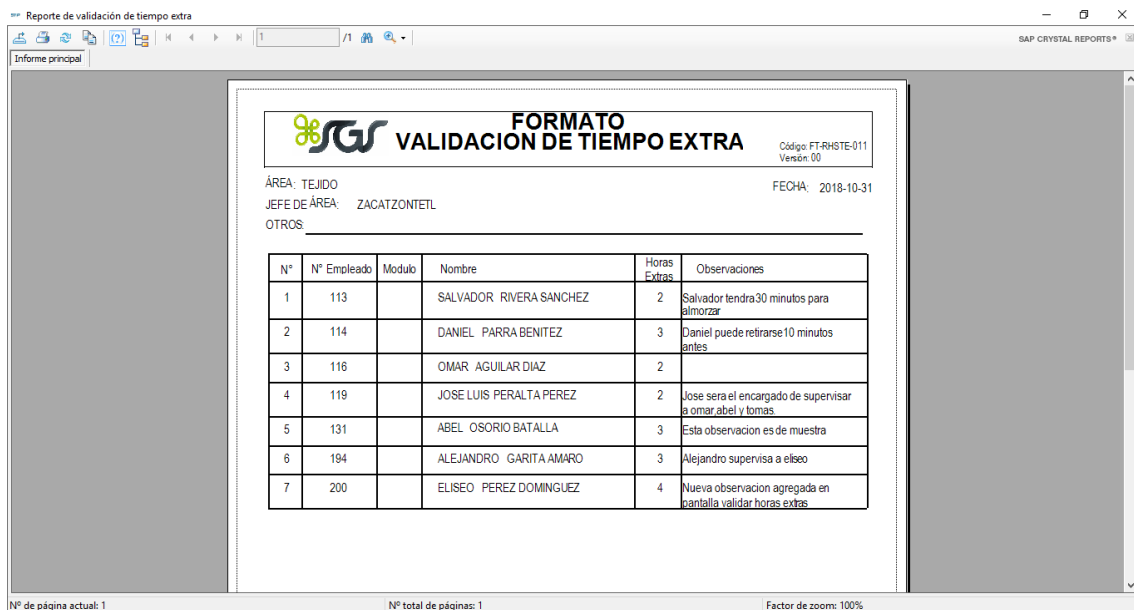 Reporte de validación de tiempo extra
1 /1 SAP CRYSTAL REPORTS®
Informe principal
SGS
FORMATO
VALIDACION DE TIEMPO EXTRA
Código: FT-RHSTE-011
Versión: 00
ÁREA: TEJIDO FECHA: 2018-10-31
JEFE DE ÁREA: ZACATZONTETL
OTROS:
N° N° Empleado Modulo Nombre Horas Extras Observaciones
1 113 SALVADOR RIVERA SANCHEZ 2 Salvador tendra 30 minutos para
almorzar
2 114 DANIEL PARRA BENITEZ 3 Daniel puede retirarse 10 minutos
antes
3 116 OMAR AGUILAR DIAZ 2
4 119 JOSE LUIS PERALTA PEREZ 2 Jose sera el encargado de supervisar
a omar,abel y tomas.
5 131 ABEL OSORIO BATALLA 3 Esta observacion es de muestra
6 194 ALEJANDRO GARITA AMARO 3 Alejandro supervisa a eliseo
7 200 ELISEO PEREZ DOMINGUEZ 4 Nueva observacion agregada en
pantalla validar horas extras
Nº de página actual: 1 Nº total de páginas: 1 Factor de zoom: 100%